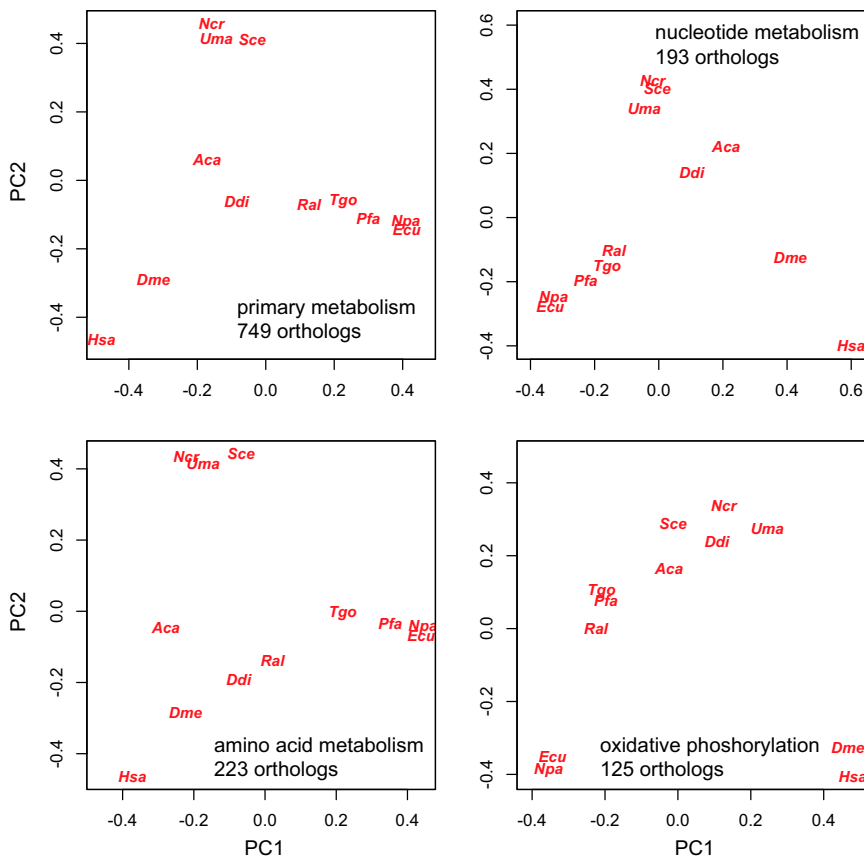 Ncr
Uma Sce
Aca
Ddi
Ral Tgo
Pfa Npa
Ecu
Dme
Hsa
primary metabolism
749 orthologs
PC2
0.4
0.2
0.0
-0.2
-0.4
-0.4 -0.2 0.0 0.2 0.4
nucleotide metabolism
193 orthologs
Ncr
Sce
Uma
Aca
Ddi
Ral
Tgo
Pfa
Npa
Ecu
Dme
Hsa
0.6
0.4
0.2
0.0
-0.2
-0.4
-0.4 -0.2 0.0 0.2 0.4 0.6
Ncr Sce
Uma
Tgo
Aca
Pfa Npa
Ecu
Ral
Ddi
Dme
Hsa
amino acid metabolism
223 orthologs
PC2
0.4
0.2
0.0
-0.2
-0.4
-0.4 -0.2 0.0 0.2 0.4
PC1
Ncr
Sce Uma
Ddi
Aca
Tgo
Pfa
Ral
Ecu
Npa
Dme
Hsa
oxidative phoshorylation
125 orthologs
0.4
0.2
0.0
-0.2
-0.4
-0.4 -0.2 0.0 0.2 0.4
PC1